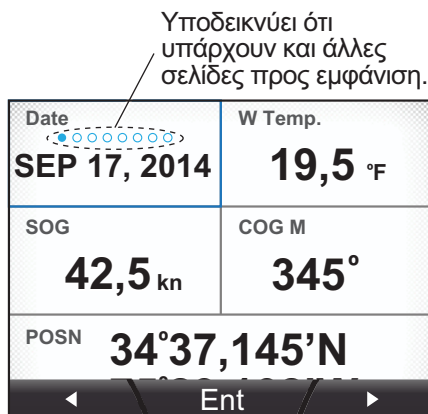 Υποδεικνύει ότι
υπάρχουν και άλλες
σελίδες προς εμφάνιση.
Date
SEP 17, 2014
W Temp.
19,5 °F
SOG
42,5 kn
COG M
345°
POSN
34°37,145’N
Ent